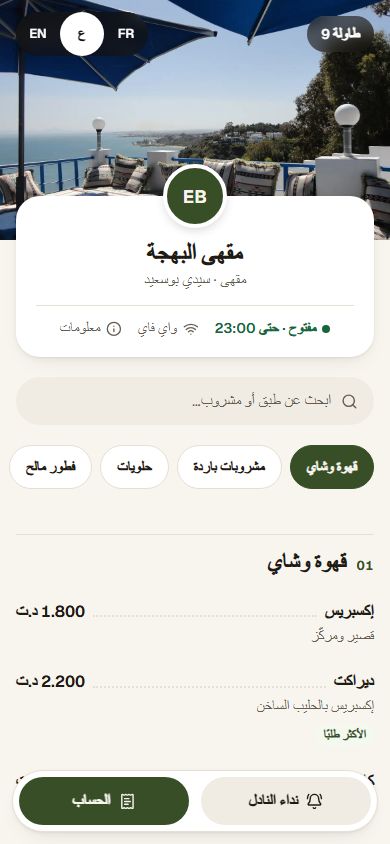 EN ع FR
طاولة 9
EB
مقهى البهجة
مقهى · سيدي بوسعيد
مفتوح · حتى 23:00
واي فاي
معلومات
ابحث عن طبق أو مشروب...
قهوة وشاي
مشروبات باردة
حلويات
فطور مالح
01 قهوة وشاي
إكسبريس 1.800 د.ت
قصير ومركّز
ديراكت 2.200 د.ت
إكسبريس بالحليب الساخن
الأكثر طلبًا
نداء النادل
الحساب